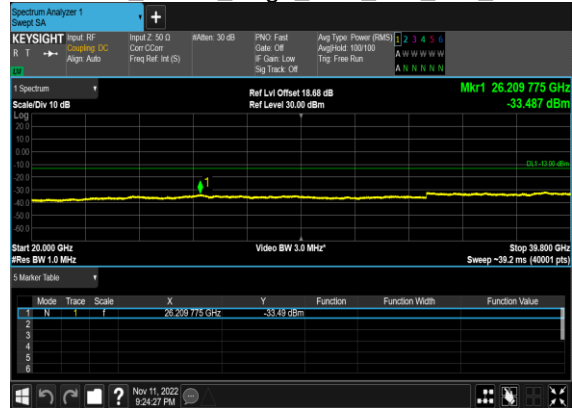 Spectrum Analyzer 1
Swept SA
+
KEYSIGHT
R T
LV
Input: RF
Coupling: DC
Align: Auto
Input Z: 50 Ω
Corr CCorr
Freq Ref: Int (S)
#Atten: 30 dB
PNO: Fast
Gate: Off
IF Gain: Low
Sig Track: Off
Avg Type: Power (RMS)
Avg|Hold: 100/100
Trig: Free Run
1 2 3 4 5 6
A W W W W W
A N N N N N
1 Spectrum
Scale/Div 10 dB
Ref Lvl Offset 18.68 dB
Ref Level 30.00 dBm
Mkr1 26.209 775 GHz
-33.487 dBm
Log
20.0
10.0
0.00
-10.0
-20.0
-30.0
-40.0
-50.0
-60.0
1
DL1 -13.00 dBm
Start 20.000 GHz
#Res BW 1.0 MHz
Video BW 3.0 MHz*
Stop 39.800 GHz
Sweep ~39.2 ms (40001 pts)
5 Marker Table
Mode Trace Scale X Y Function Function Width Function Value
1 N 1 f 26.209 775 GHz -33.49 dBm
2
3
4
5
6
?
Nov 11, 2022
9:24:27 PM